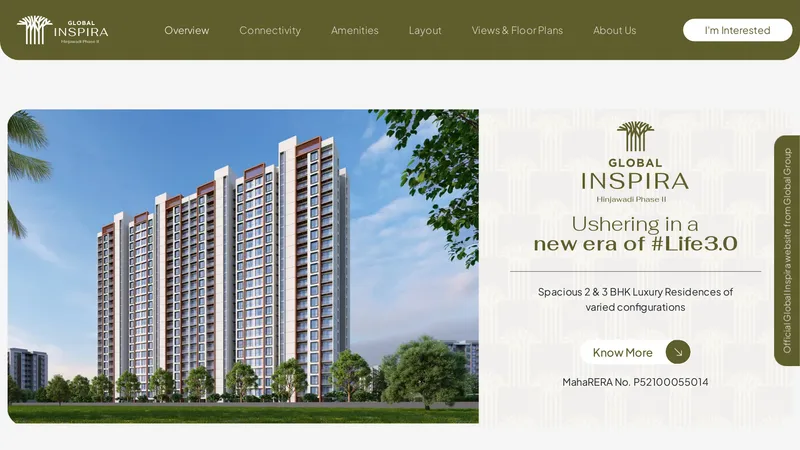 GLOBAL
INSPIRA
Hinjawadi Phase II
Overview
Connectivity
Amenities
Layout
Views & Floor Plans
About Us
I'm Interested
GLOBAL
INSPIRA
Hinjawadi Phase II
Ushering in a
new era of #Life3.0
Spacious 2 & 3 BHK Luxury Residences of
varied configurations
Know More
MahaRERA No. P52100055014
Official Global Inspira website from Global Group